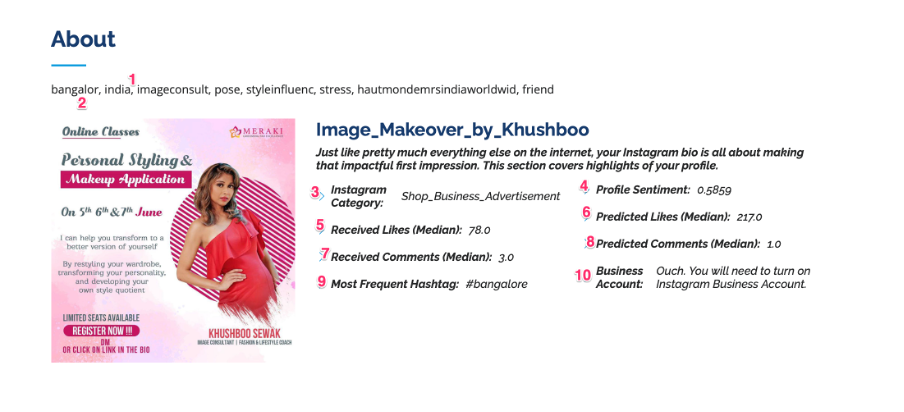 About
1
bangalor, india, imageconsult, pose, styleinfluenc, stress, hautmondemrsindiaworldwid, friend
2
Online Classes
MERAKI
Personal Styling &
Makeup Application
On 5th 6th & 7th June
I can help you transform to a
better version of yourself
By restyling your wardrobe,
transforming your personality,
and developing your
own style quotient
LIMITED SEATS AVAILABLE
REGISTER NOW !!!
DM
OR CLICK ON LINK IN THE BIO
KHUSHBOO SEWAK
IMAGE CONSULTANT | FASHION & LIFESTYLE COACH
Image_Makeover_by_Khushboo
Just like pretty much everything else on the internet, your Instagram bio is all about making
that impactful first impression. This section covers highlights of your profile.
3 Instagram Category: Shop_Business_Advertisement
4 Profile Sentiment: 0.5859
5 Received Likes (Median): 78.0
6 Predicted Likes (Median): 217.0
7 Received Comments (Median): 3.0
8 Predicted Comments (Median): 1.0
9 Most Frequent Hashtag: #bangalore
10 Business Account: Ouch. You will need to turn on
Instagram Business Account.